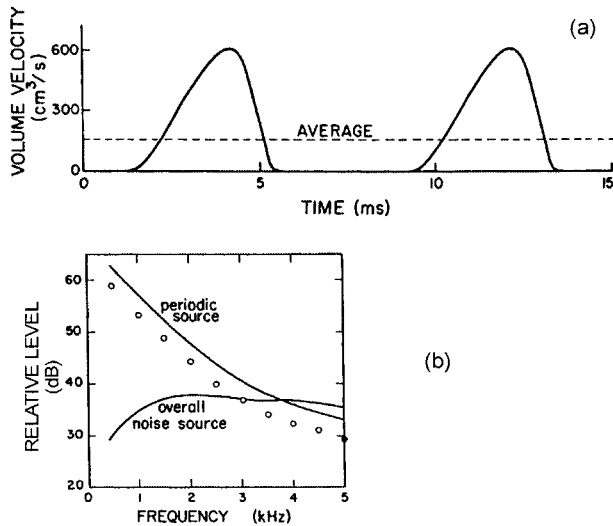 (a)
VOLUME VELOCITY
(cm³/s)
600
300
0
AVERAGE
0 5 10 15
TIME (ms)
(b)
RELATIVE LEVEL
(dB)
60
50
40
30
20
periodic
source
overall
noise source
0 1 2 3 4 5
FREQUENCY (kHz)